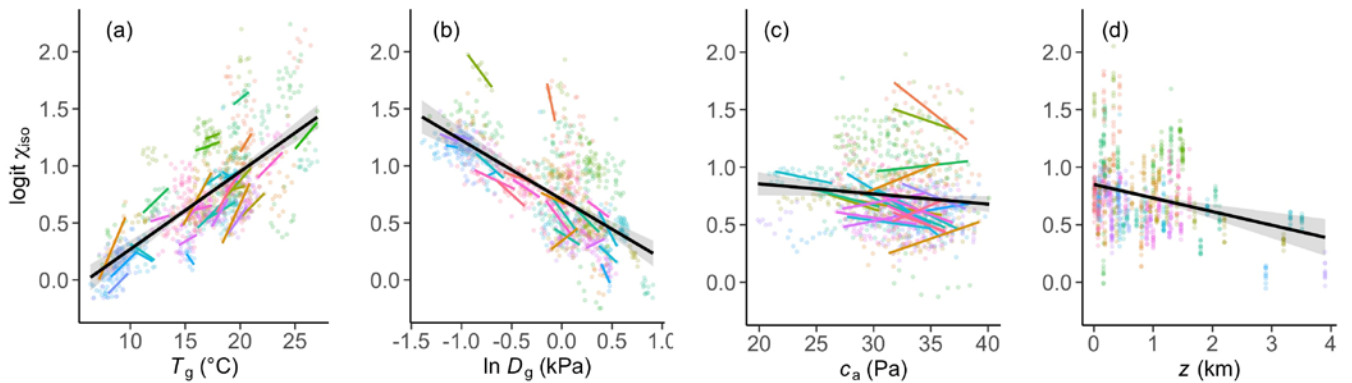 (a) (b) (c) (d)
logit χiso
2.0 1.5 1.0 0.5 0.0
2.0 1.5 1.0 0.5 0.0
2.0 1.5 1.0 0.5 0.0
2.0 1.5 1.0 0.5 0.0
10 15 20 25
-1.5 -1.0 -0.5 0.0 0.5 1.0
20 25 30 35 40
0 1 2 3 4
Tg (°C)
ln Dg (kPa)
ca (Pa)
z (km)